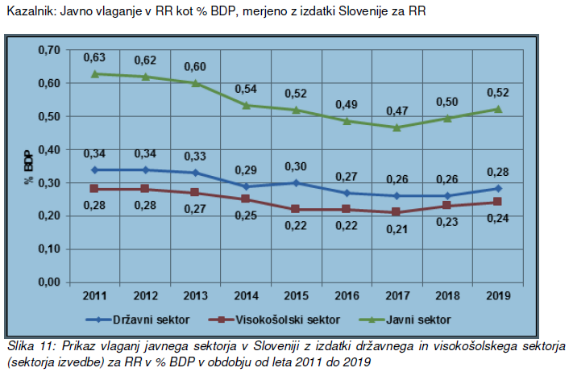 Kazalnik: Javno vlaganje v RR kot % BDP, merjeno z izdatki Slovenije za RR
0,70
0,60
0,50
0,40
0,30
0,20
0,10
0,00
% BDP
0,63 0,62 0,60 0,54 0,52 0,49 0,47 0,50 0,52
0,34 0,34 0,33 0,29 0,30 0,27 0,26 0,26 0,28
0,28 0,28 0,27 0,25 0,22 0,22 0,21 0,23 0,24
2011 2012 2013 2014 2015 2016 2017 2018 2019
Državni sektor Visokošolski sektor Javni sektor
Slika 11: Prikaz vlaganj javnega sektorja v Sloveniji z izdatki državnega in visokošolskega sektorja
(sektorja izvedbe) za RR v % BDP v obdobju od leta 2011 do 2019